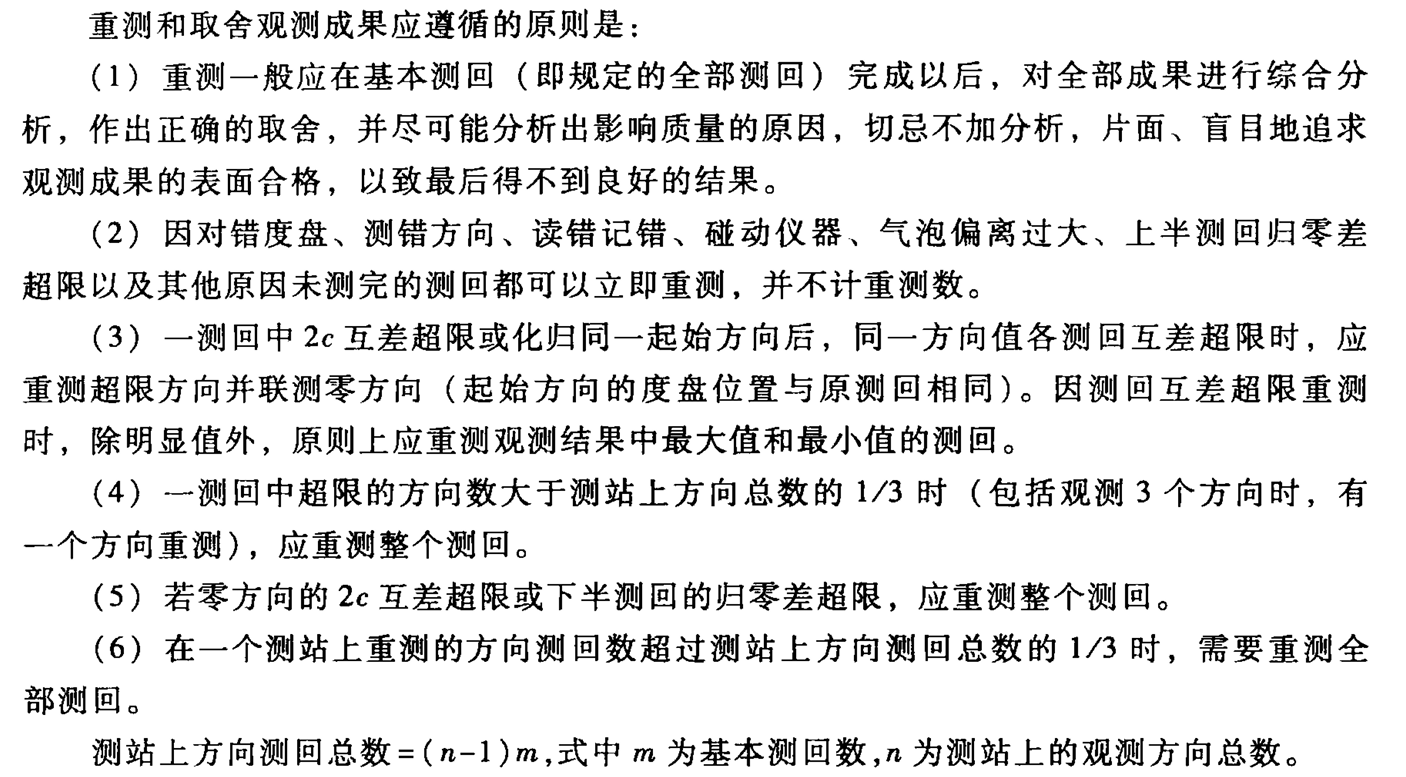 重测和取舍观测成果应遵循的原则是：
（1）重测一般应在基本测回（即规定的全部测回）完成以后，对全部成果进行综合分
析，作出正确的取舍，并尽可能分析出影响质量的原因，切忌不加分析，片面、盲目地追求
观测成果的表面合格，以致最后得不到良好的结果。
（2）因对错度盘、测错方向、读错记错、碰动仪器、气泡偏离过大、上半测回归零差
超限以及其他原因未测完的测回都可以立即重测，并不计重测数。
（3）一测回中 2c 互差超限或化归同一起始方向后，同一方向值各测回互差超限时，应
重测超限方向并联测零方向（起始方向的度盘位置与原测回相同）。因测回互差超限重测
时，除明显值外，原则上应重测观测结果中最大值和最小值的测回。
（4）一测回中超限的方向数大于测站上方向总数的 1/3 时（包括观测 3 个方向时，有
一个方向重测），应重测整个测回。
（5）若零方向的 2c 互差超限或下半测回的归零差超限，应重测整个测回。
（6）在一个测站上重测的方向测回数超过测站上方向测回总数的 1/3 时，需要重测全
部测回。
测站上方向测回总数=(n-1)m,式中 m 为基本测回数,n 为测站上的观测方向总数。